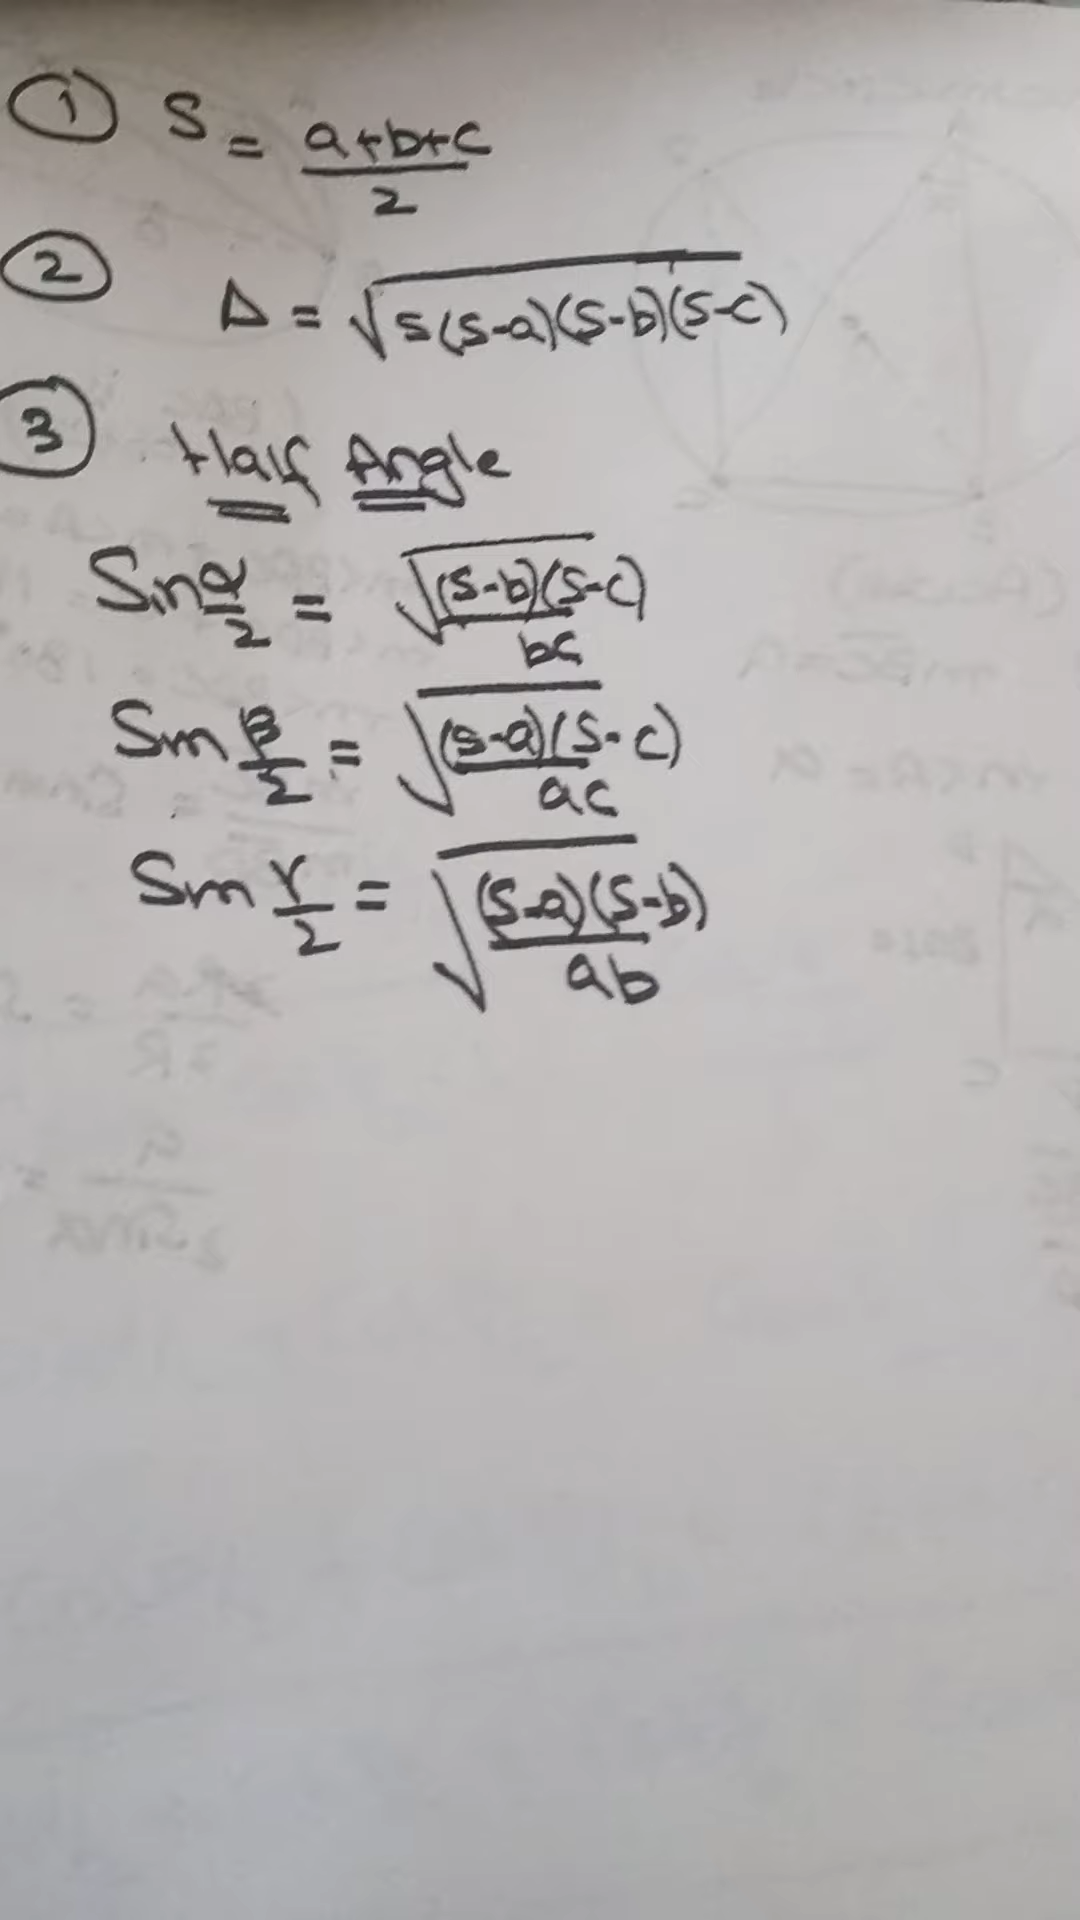 ① S = a+b+c / 2
② Δ = √s(s-a)(s-b)(s-c)
③ Half Angle
Sin α/2 = √(s-b)(s-c) / bc
Sin β/2 = √(s-a)(s-c) / ac
Sin γ/2 = √(s-a)(s-b) / ab